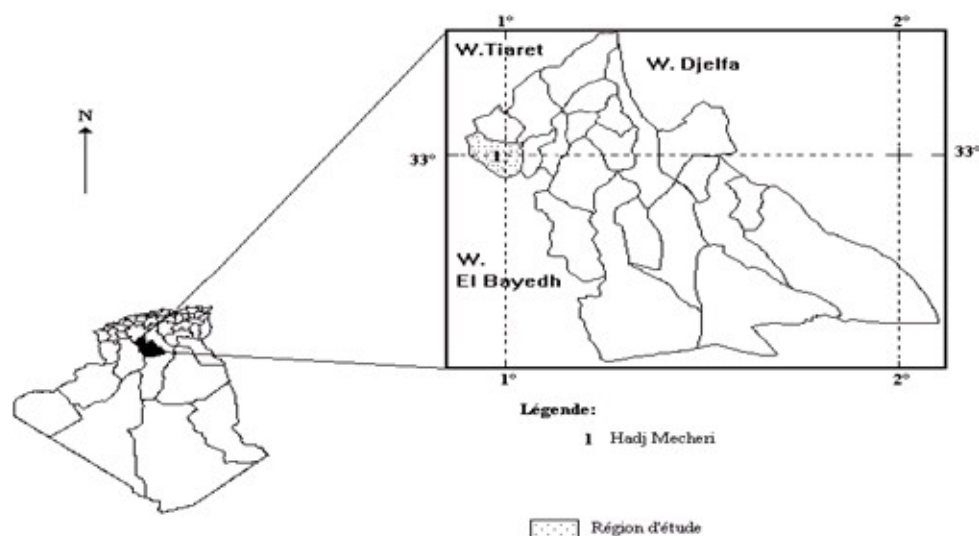 1°
2°
W.Tiaret
W. Djelfa
N
33°
1
33°
W.
El Bayedh
1°
2°
Légende:
1 Hadj Mecheri
Région d'étude